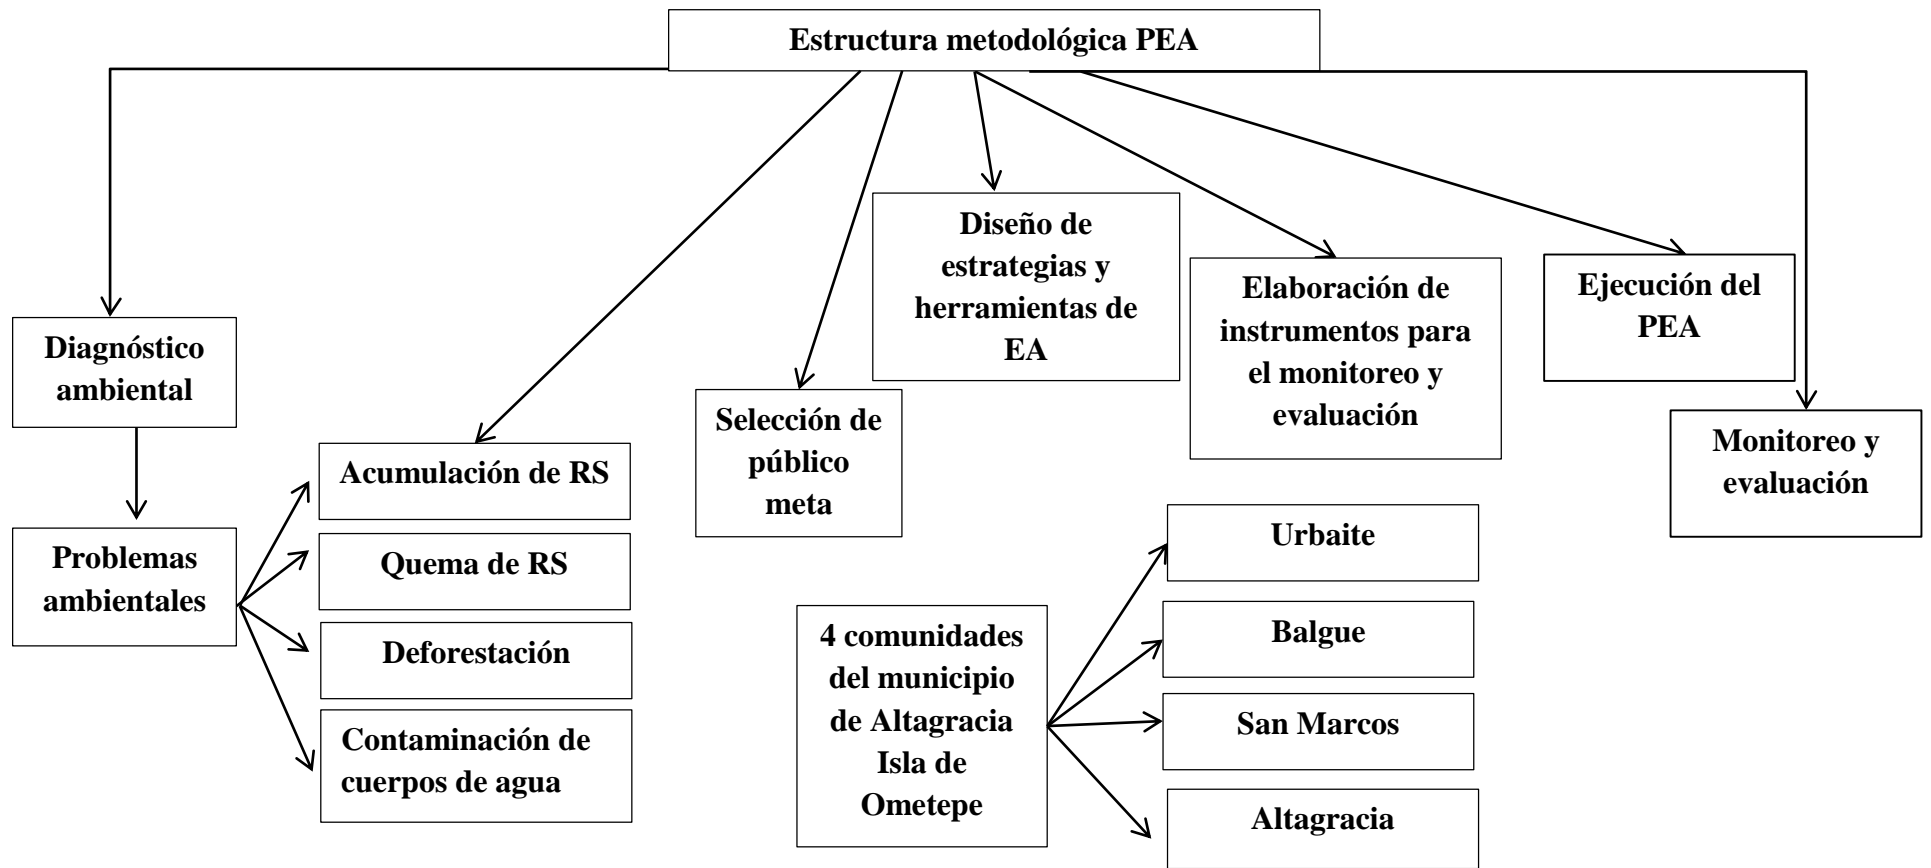 Estructura metodológica PEA
Diagnóstico
ambiental
Problemas
ambientales
Acumulación de RS
Quema de RS
Deforestación
Contaminación de
cuerpos de agua
Selección de
público
meta
Diseño de
estrategias y
herramientas de
EA
Elaboración de
instrumentos para
el monitoreo y
evaluación
Ejecución del
PEA
Monitoreo y
evaluación
4 comunidades
del municipio
de Altagracia
Isla de
Ometepe
Urbaite
Balgue
San Marcos
Altagracia